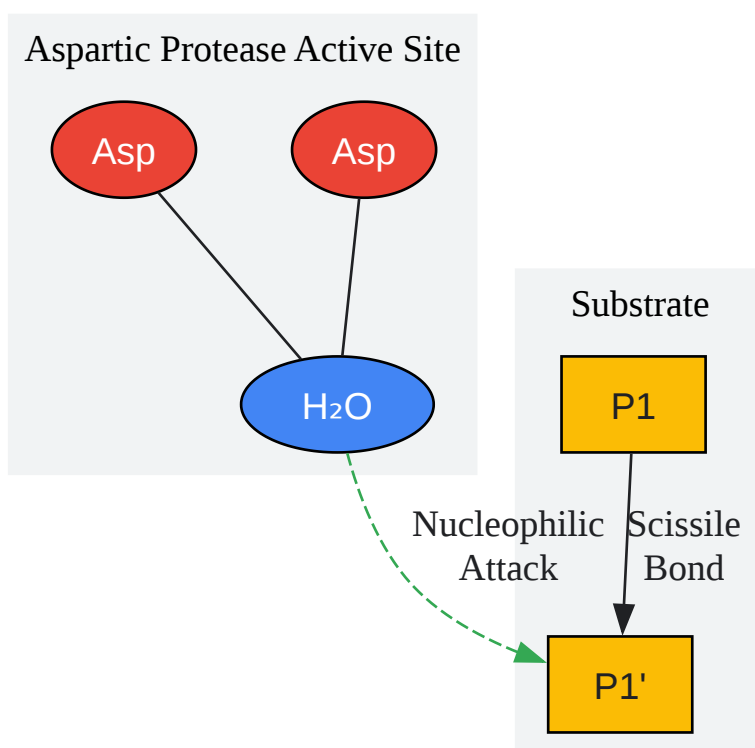 Aspartic Protease Active Site
Asp
Asp
H₂O
Substrate
P1
Nucleophilic
Attack
Scissile
Bond
P1'